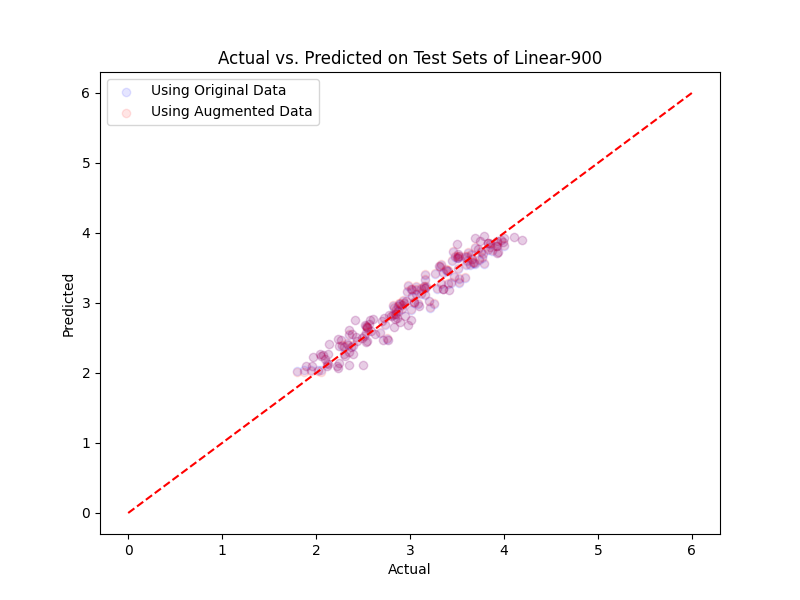 Actual vs. Predicted on Test Sets of Linear-900
Using Original Data
Using Augmented Data
6
5
4
3
2
1
0
Predicted
0 1 2 3 4 5 6
Actual